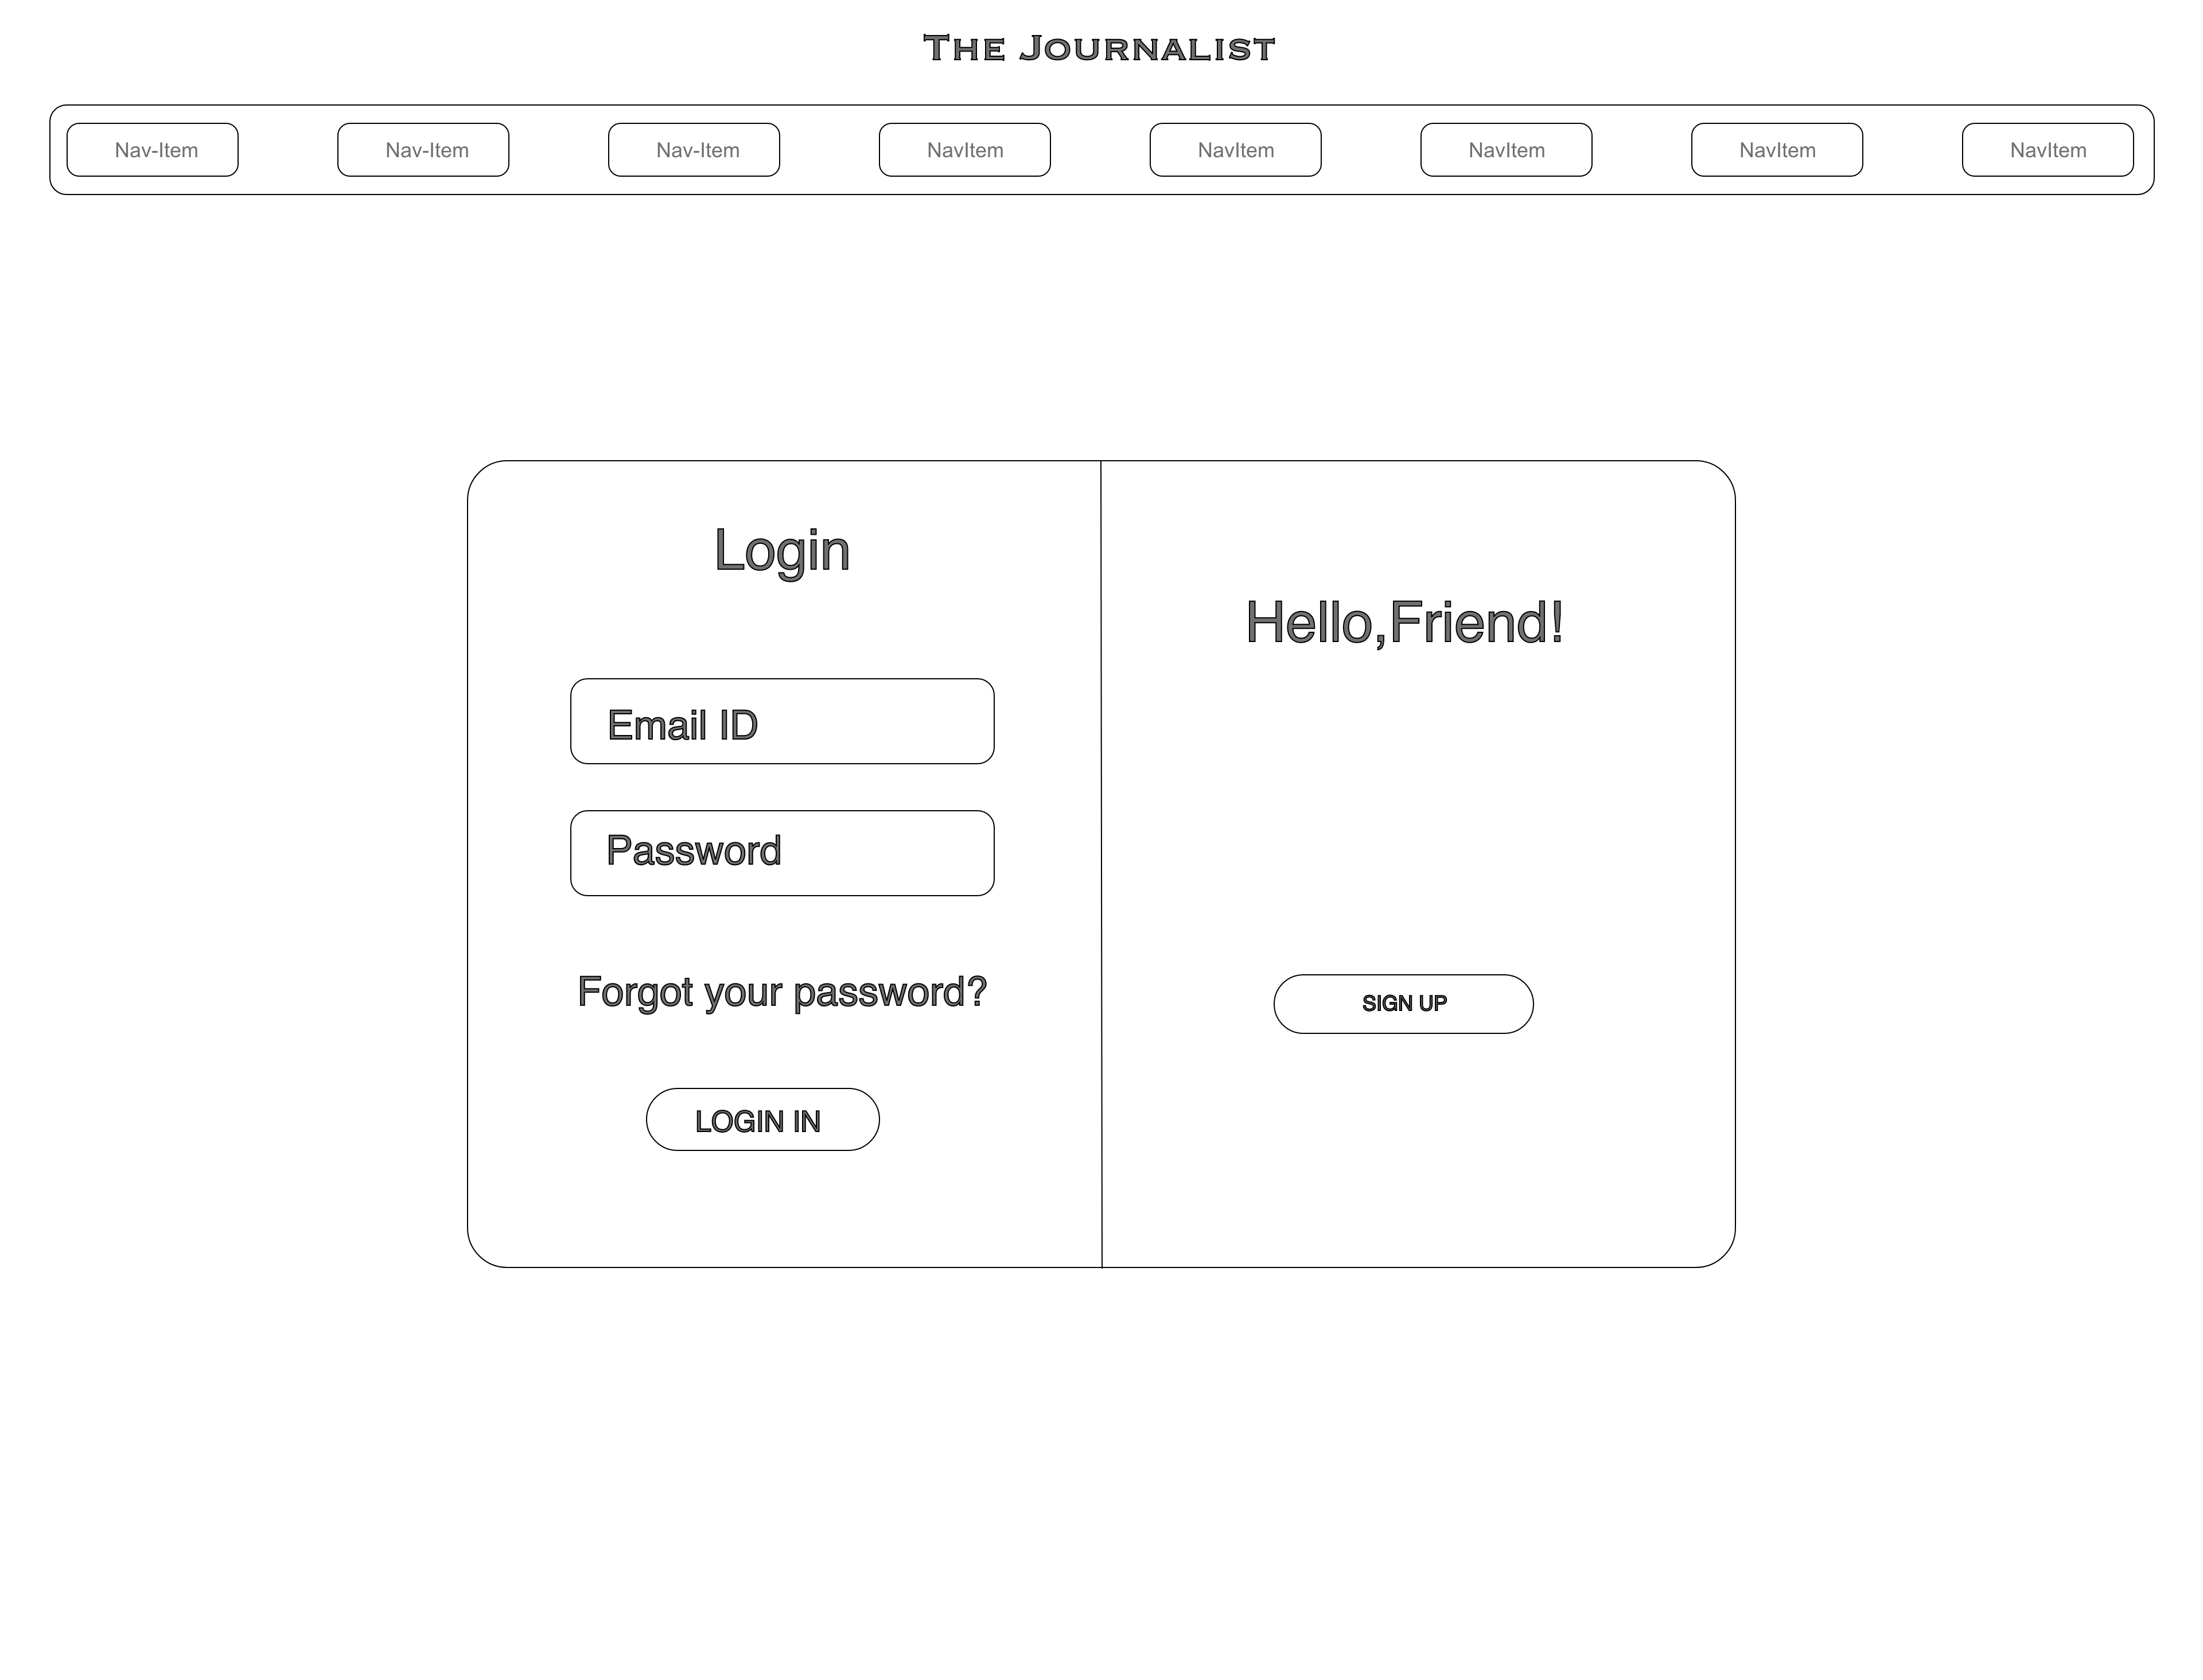 THE JOURNALIST
Nav-Item Nav-Item Nav-Item NavItem NavItem NavItem NavItem NavItem
Login
Email ID
Password
Forgot your password?
LOGIN IN
Hello,Friend!
SIGN UP